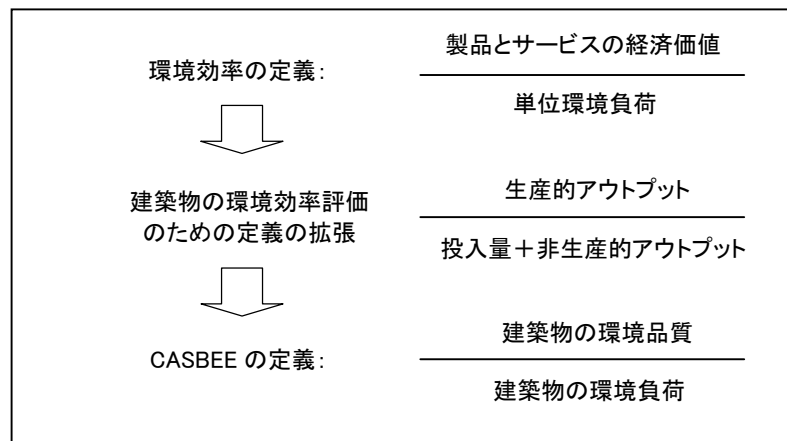 製品とサービスの経済価値
環境効率の定義:
単位環境負荷
生産的アウトプット
建築物の環境効率評価
のための定義の拡張
投入量+非生産的アウトプット
建築物の環境品質
CASBEE の定義:
建築物の環境負荷